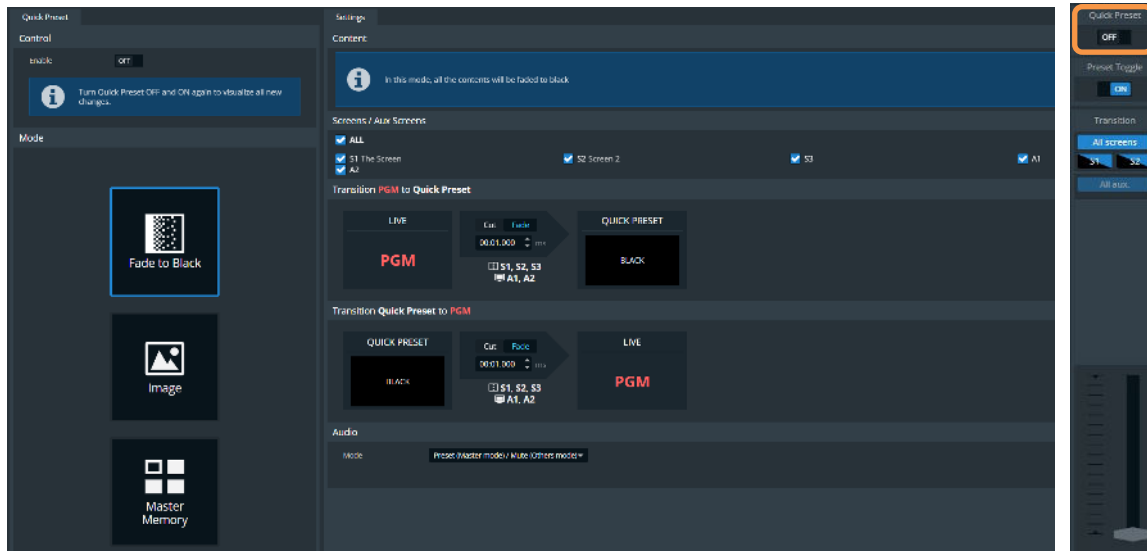 Quick Preset
Control
Enable OFF
Turn Quick Preset OFF and ON again to visualize all new
changes.
Mode
Fade to Black
Image
Master
Memory
Settings
Content
In this mode, all the contents will be faded to black
Screens / Aux Screens
ALL
S1 The Screen S2 Screen 2 S3 A1
A2
Transition PGM to Quick Preset
LIVE
PGM
Cut Fade
00:01.000 ms
S1, S2, S3
A1, A2
QUICK PRESET
BLACK
Transition Quick Preset to PGM
QUICK PRESET
BLACK
Cut Fade
00:01.000 ms
S1, S2, S3
A1, A2
LIVE
PGM
Audio
Mode Preset (Master mode) / Mute (Others mode)
Quick Preset
OFF
Preset Toggle
ON
Transition
All screens
S1 S2
All aux.